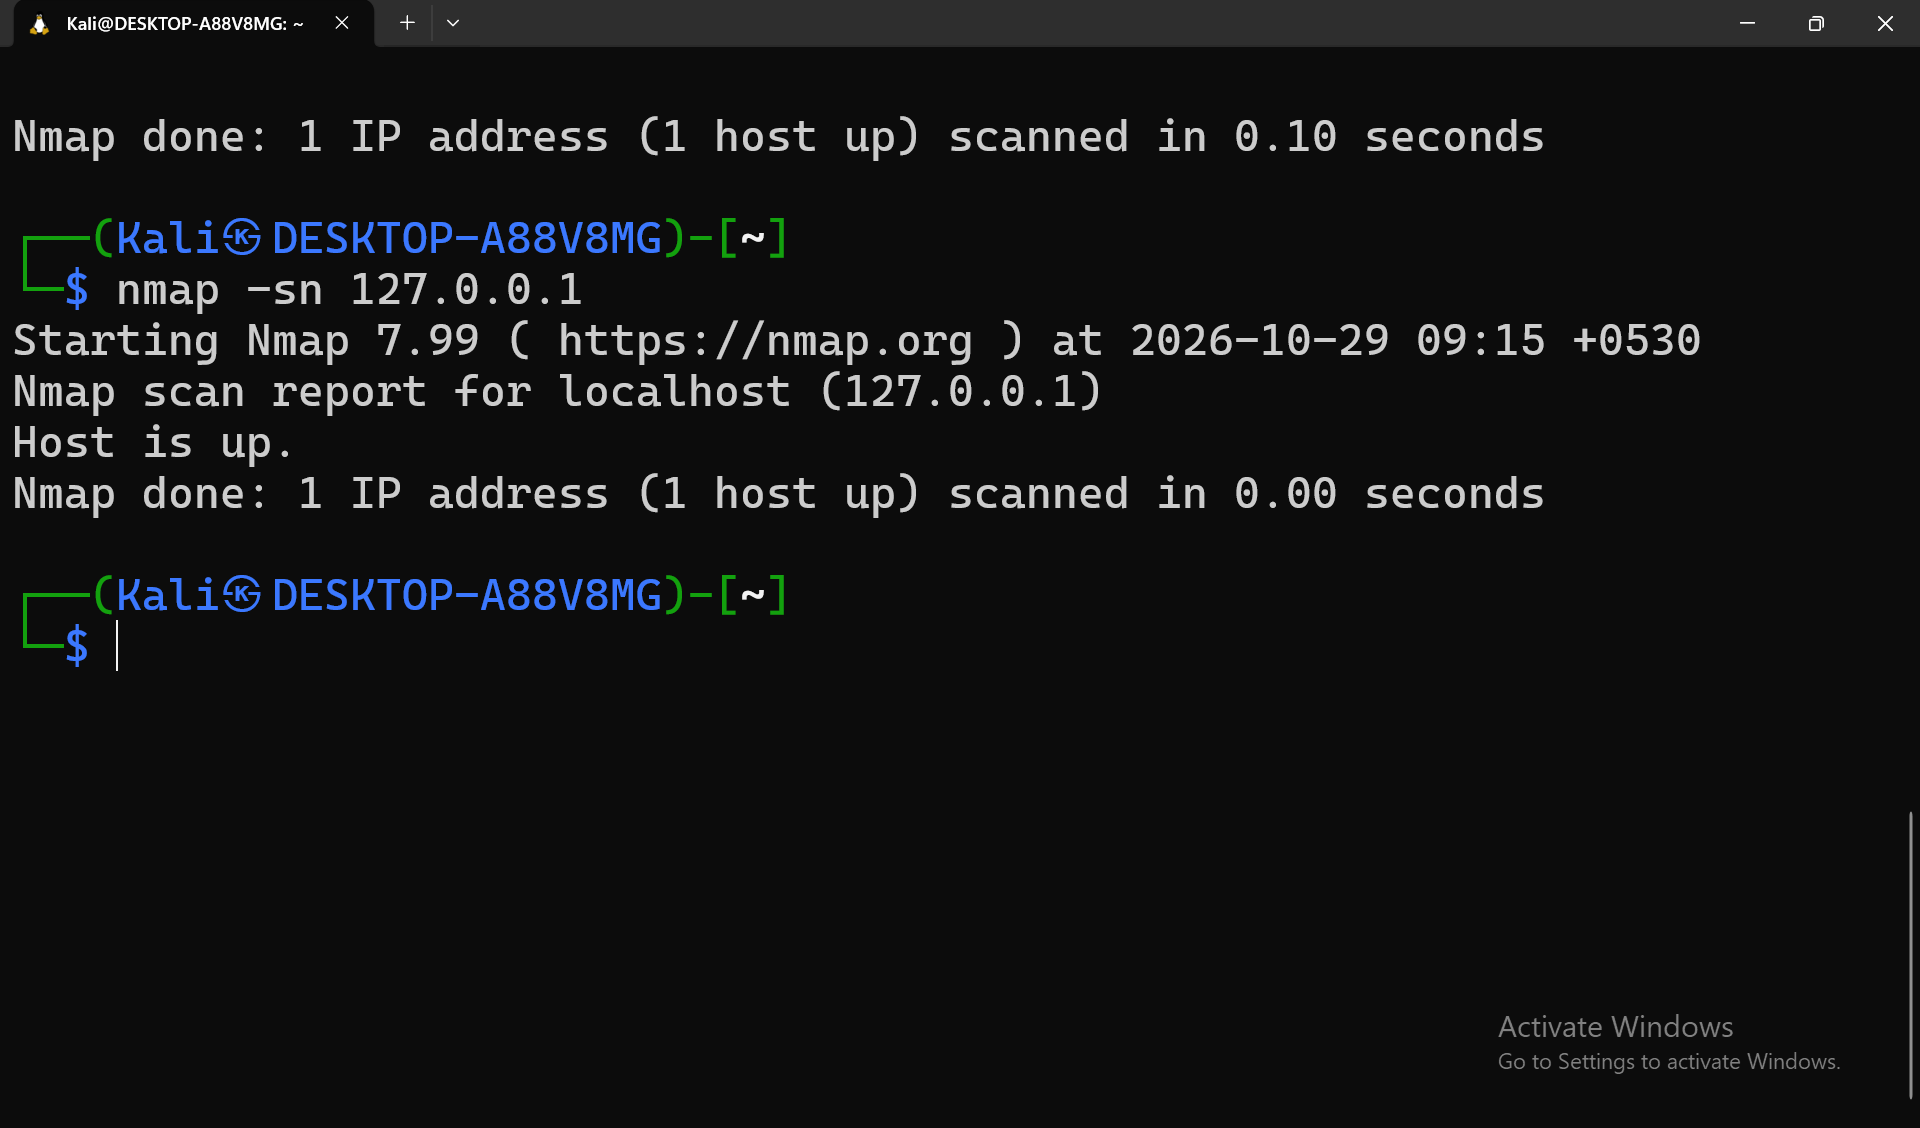 Kali@DESKTOP-A88V8MG: ~
Nmap done: 1 IP address (1 host up) scanned in 0.10 seconds
┌──(Kali㉿DESKTOP-A88V8MG)-[~]
└─$ nmap -sn 127.0.0.1
Starting Nmap 7.99 ( https://nmap.org ) at 2026-10-29 09:15 +0530
Nmap scan report for localhost (127.0.0.1)
Host is up.
Nmap done: 1 IP address (1 host up) scanned in 0.00 seconds
┌──(Kali㉿DESKTOP-A88V8MG)-[~]
└─$
Activate Windows
Go to Settings to activate Windows.